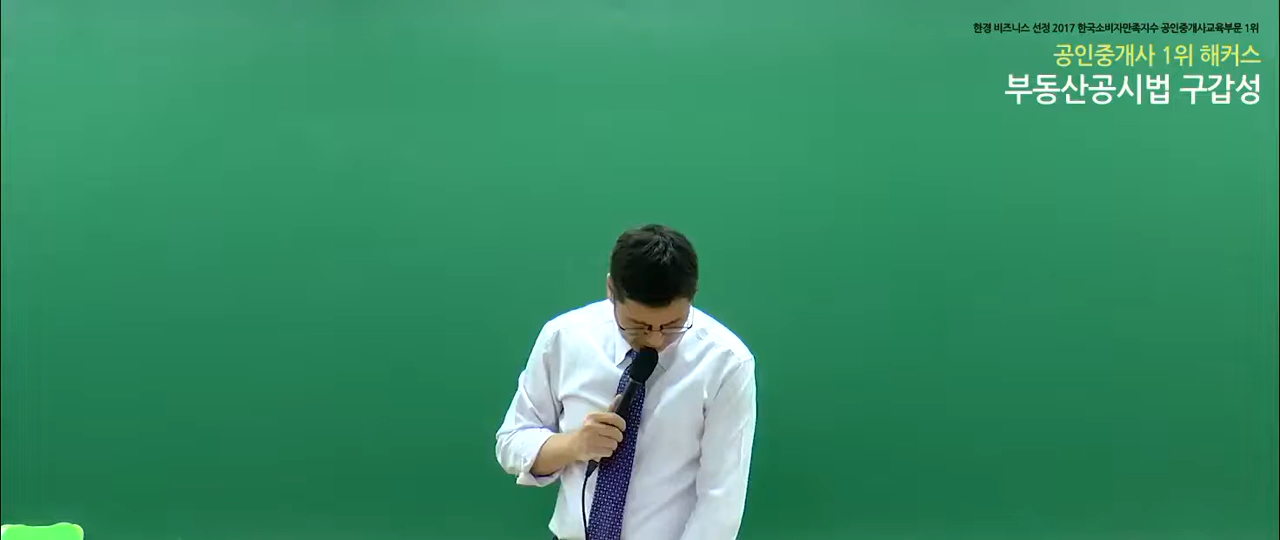 한경 비즈니스 선정 2017 한국소비자만족지수 공인중개사교육부문 1위
공인중개사 1위 해커스
부동산공시법 구갑성